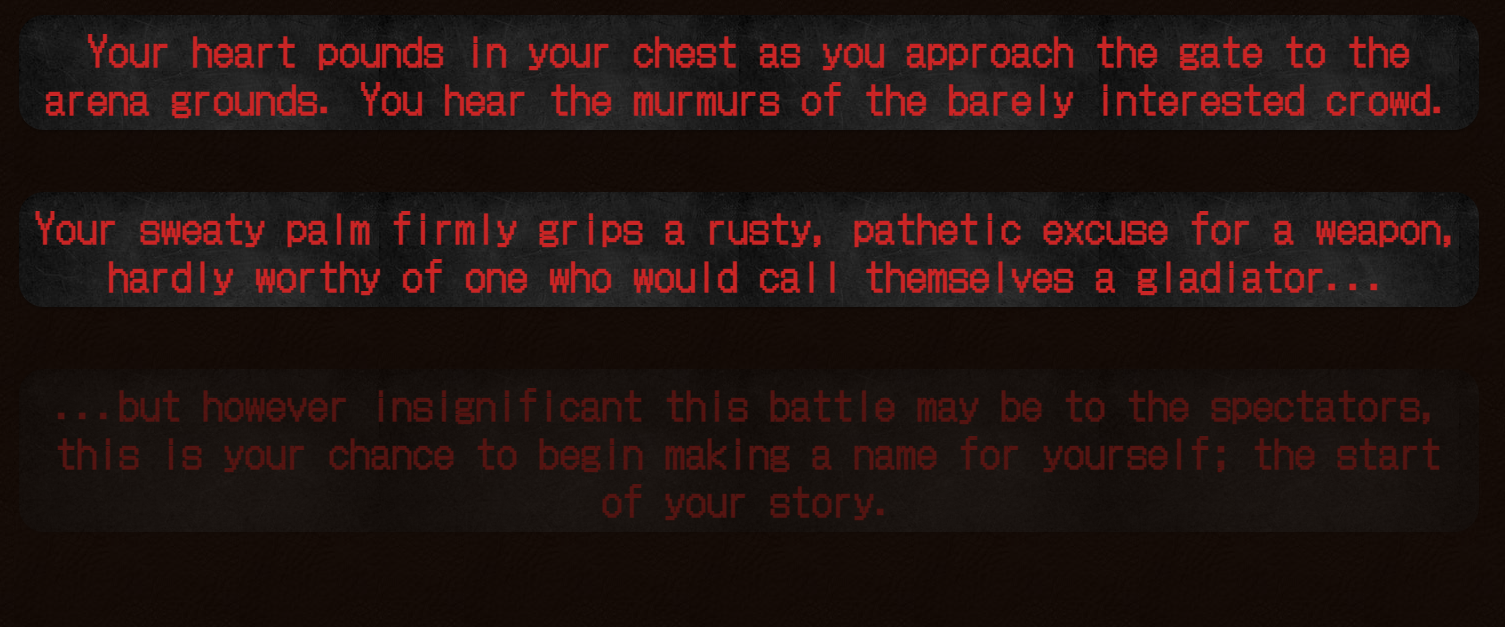 Your heart pounds in your chest as you approach the gate to the
arena grounds. You hear the murmurs of the barely interested crowd.
Your sweaty palm firmly grips a rusty, pathetic excuse for a weapon,
hardly worthy of one who would call themselves a gladiator...
...but however insignificant this battle may be to the spectators,
this is your chance to begin making a name for yourself; the start
of your story.